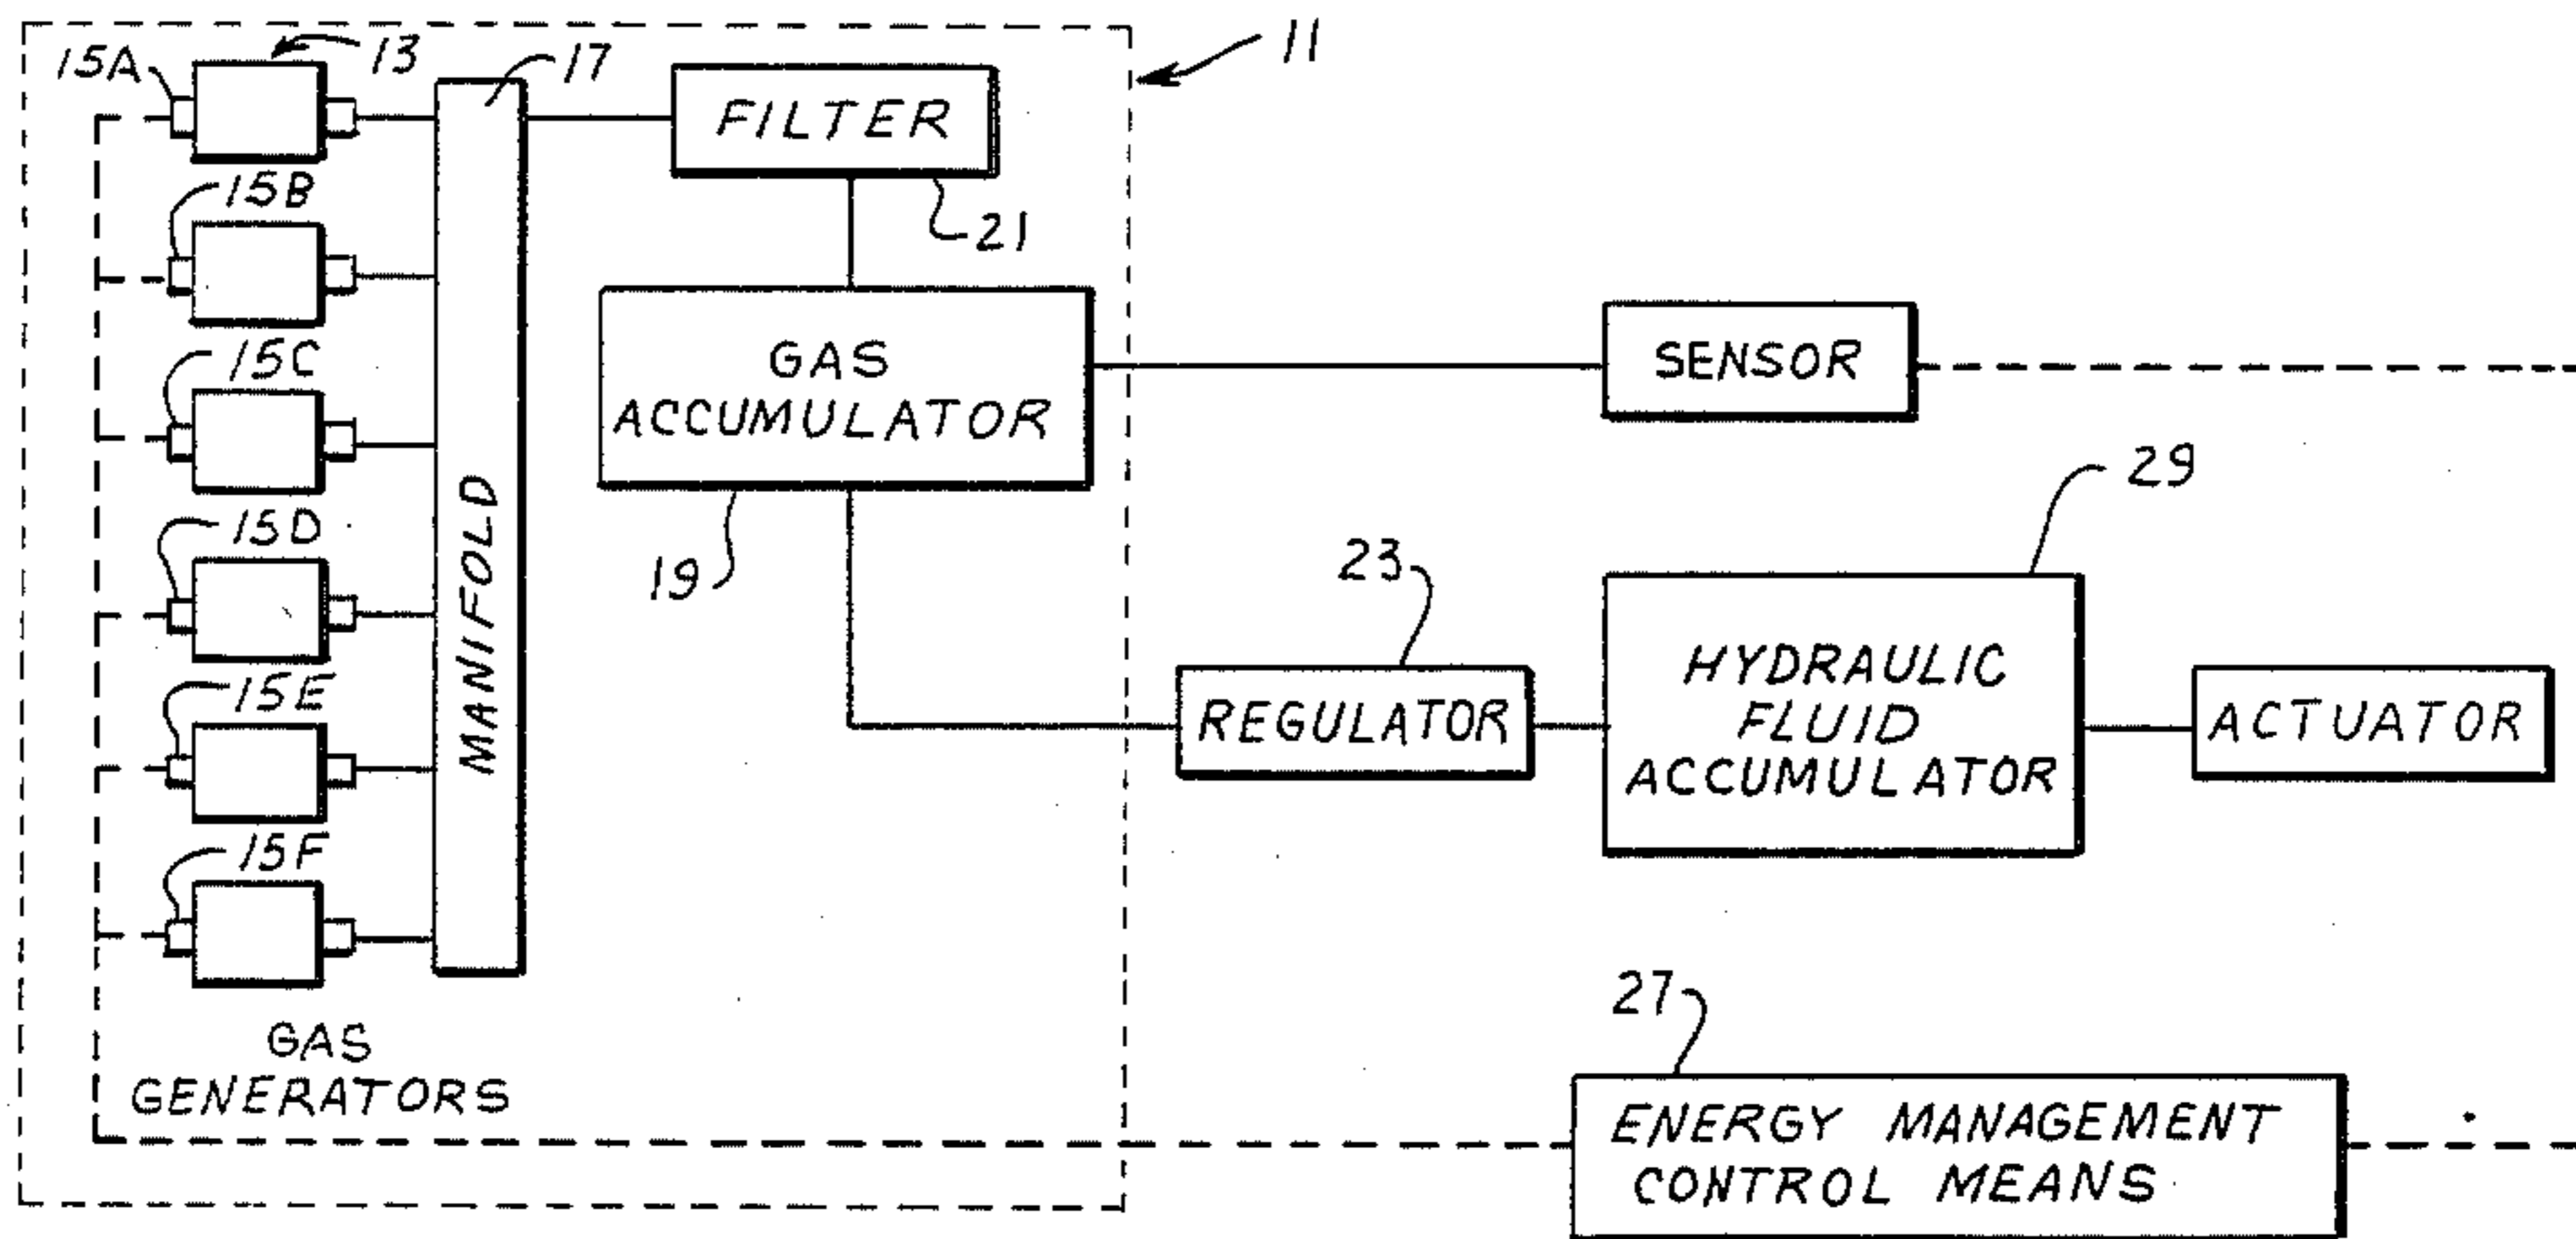 11
13
15A
17
FILTER
15B
21
15C
GAS
ACCUMULATOR
SENSOR
15D
19
MANIFOLD
23
29
REGULATOR
HYDRAULIC
FLUID
ACCUMULATOR
ACTUATOR
15E
15F
GAS
GENERATORS
27
ENERGY MANAGEMENT
CONTROL MEANS